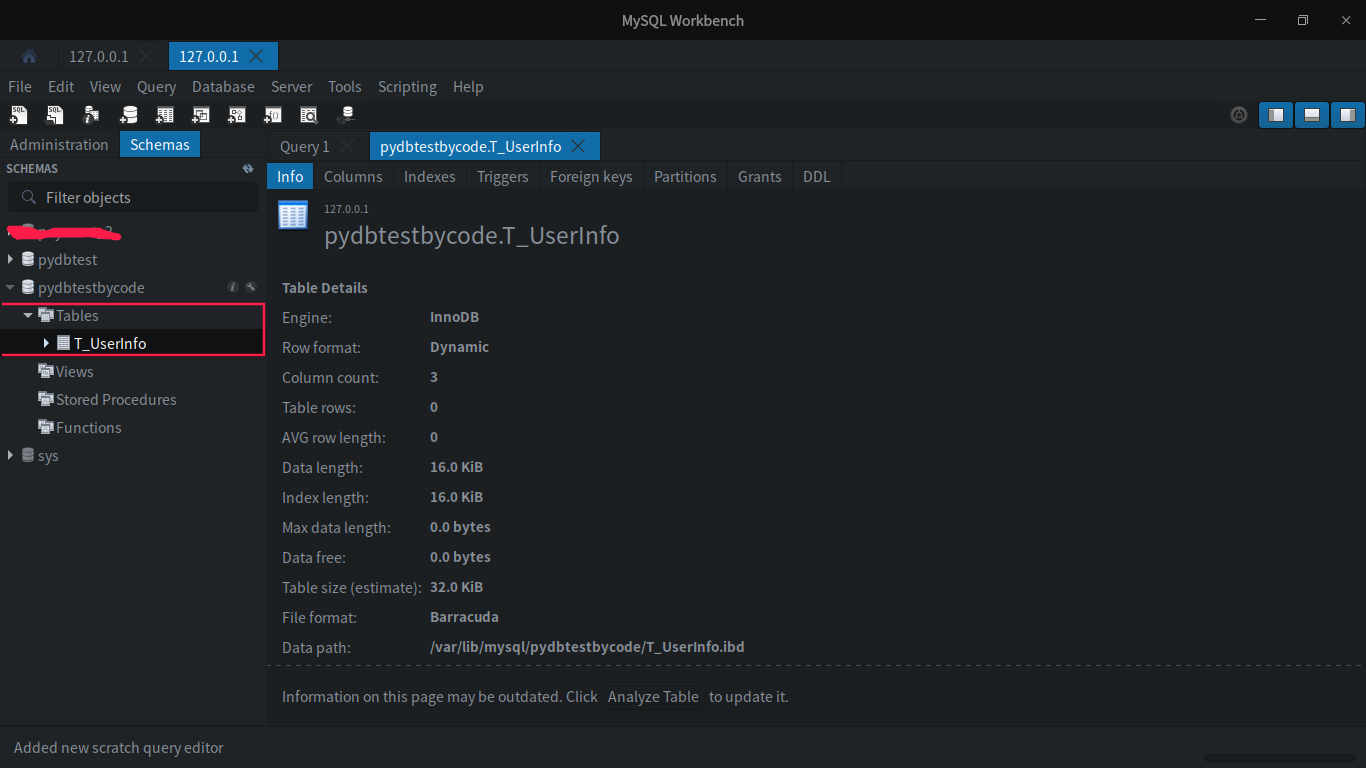 MySQL Workbench
127.0.0.1
127.0.0.1
File Edit View Query Database Server Tools Scripting Help
Administration Schemas
SCHEMAS
Filter objects
pydbtest
pydbtestbycode
Tables
T_UserInfo
Views
Stored Procedures
Functions
sys
Query 1
pydbtestbycode.T_UserInfo
Info Columns Indexes Triggers Foreign keys Partitions Grants DDL
127.0.0.1
pydbtestbycode.T_UserInfo
Table Details
Engine: InnoDB
Row format: Dynamic
Column count: 3
Table rows: 0
AVG row length: 0
Data length: 16.0 KiB
Index length: 16.0 KiB
Max data length: 0.0 bytes
Data free: 0.0 bytes
Table size (estimate): 32.0 KiB
File format: Barracuda
Data path: /var/lib/mysql/pydbtestbycode/T_UserInfo.ibd
Information on this page may be outdated. Click Analyze Table to update it.
Added new scratch query editor